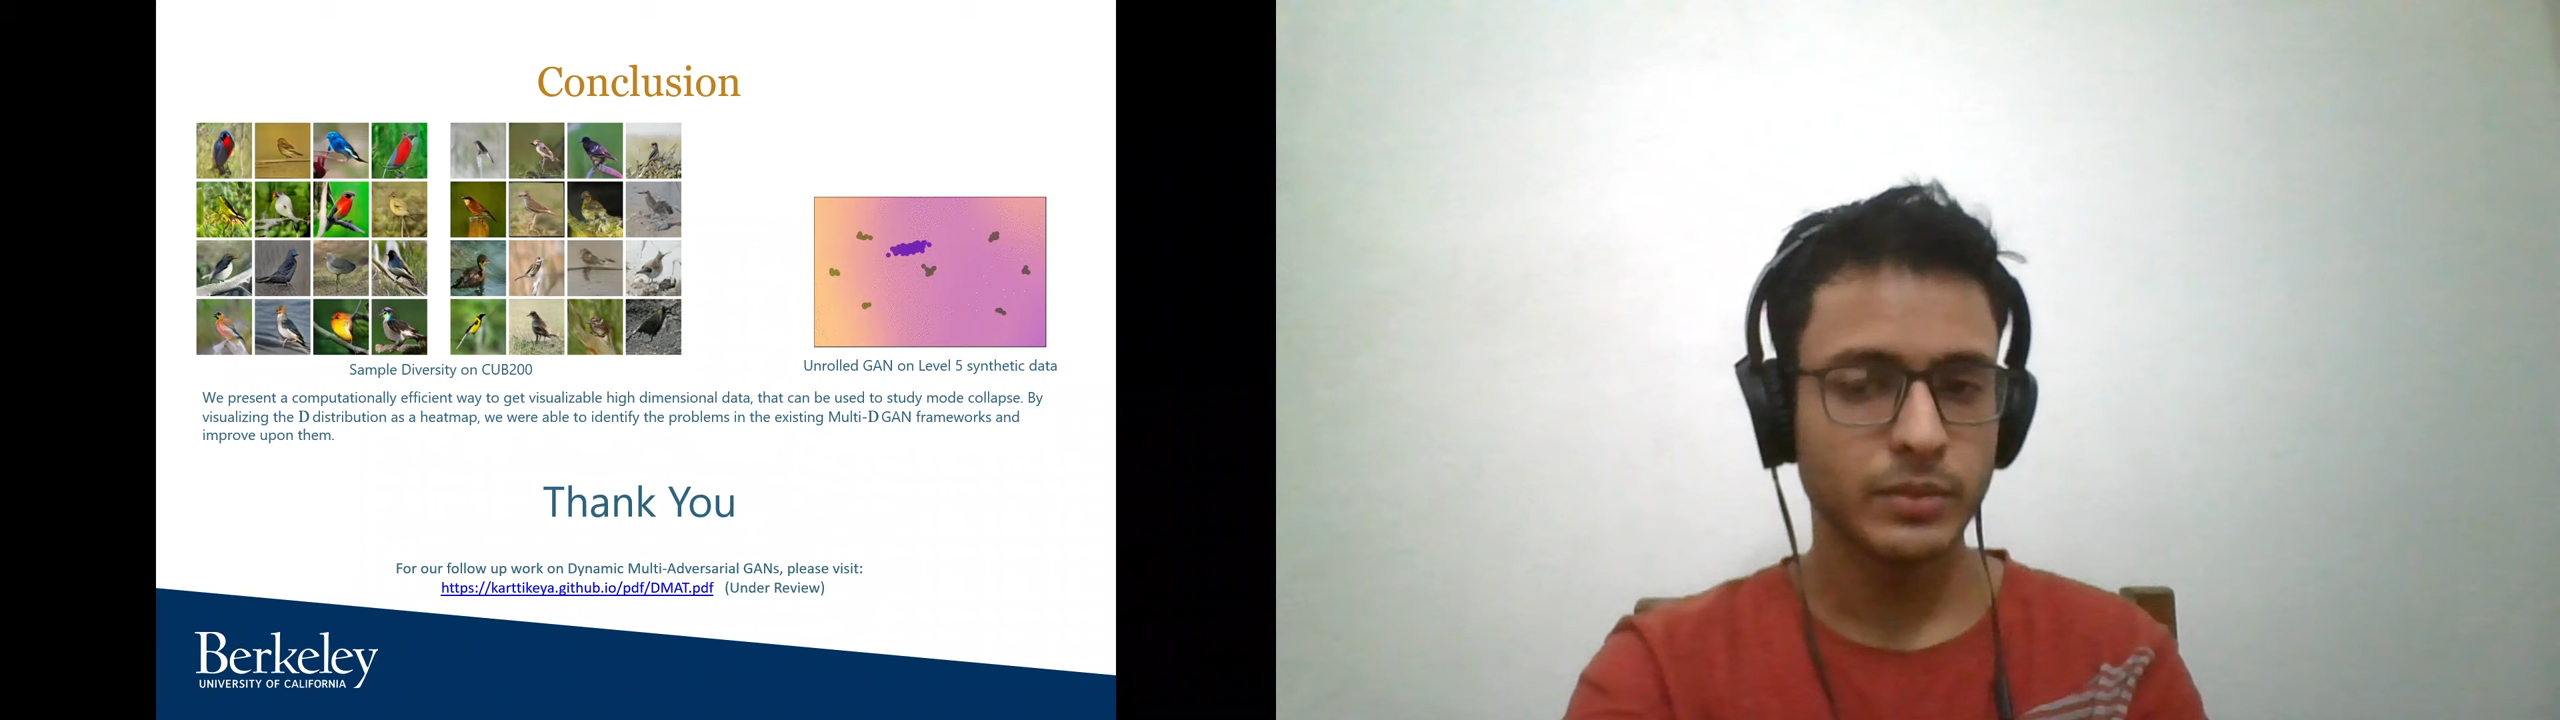 Conclusion
Sample Diversity on CUB200
Unrolled GAN on Level 5 synthetic data
We present a computationally efficient way to get visualizable high dimensional data, that can be used to study mode collapse. By
visualizing the D distribution as a heatmap, we were able to identify the problems in the existing Multi-D GAN frameworks and
improve upon them.
Thank You
For our follow up work on Dynamic Multi-Adversarial GANs, please visit:
https://karttikeya.github.io/pdf/DMAT.pdf (Under Review)
Berkeley
UNIVERSITY OF CALIFORNIA